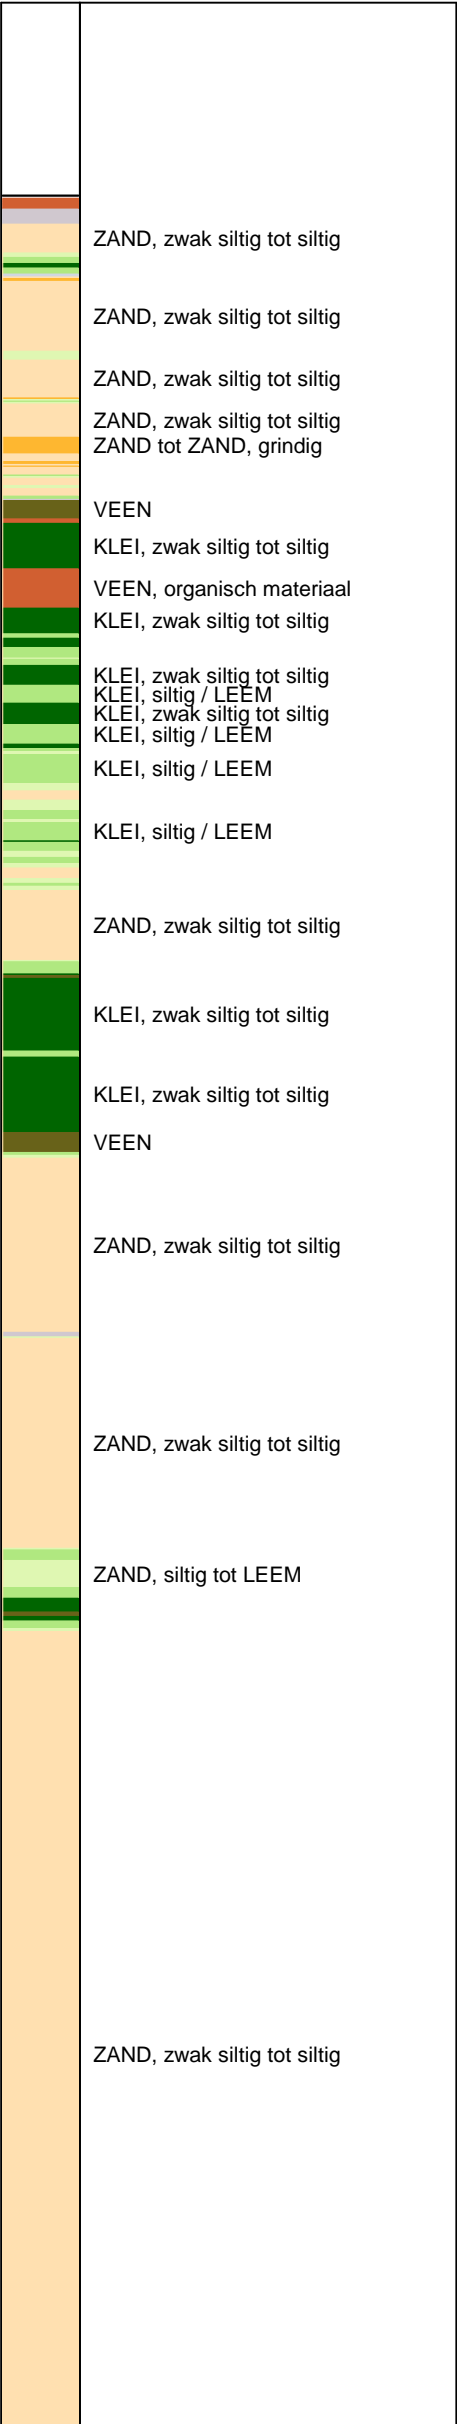 ZAND, zwak siltig tot siltig
ZAND, zwak siltig tot siltig
ZAND, zwak siltig tot siltig
ZAND, zwak siltig tot siltig
ZAND tot ZAND, grindig
VEEN
KLEI, zwak siltig tot siltig
VEEN, organisch materiaal
KLEI, zwak siltig tot siltig
KLEI, zwak siltig tot siltig
KLEI, siltig / LEEM
KLEI, zwak siltig tot siltig
KLEI, siltig / LEEM
KLEI, siltig / LEEM
KLEI, siltig / LEEM
ZAND, zwak siltig tot siltig
KLEI, zwak siltig tot siltig
KLEI, zwak siltig tot siltig
VEEN
ZAND, zwak siltig tot siltig
ZAND, zwak siltig tot siltig
ZAND, siltig tot LEEM
ZAND, zwak siltig tot siltig